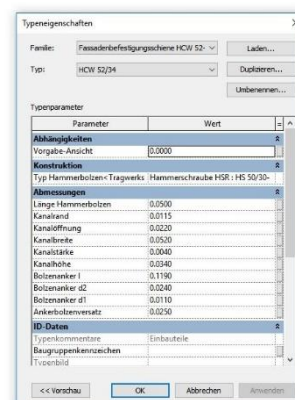 Typeneigenschaften
Familie: Fassadenbefestigungsschiene HCW 52- Laden...
Typ: HCW 52/34 Duplizieren...
Umbenennen...
Typenparameter
Parameter Wert =
Abhängigkeiten
Vorgabe-Ansicht 0.0000
Konstruktion
Typ Hammerbolzen<Tragwerks Hammerschraube HSR : HS 50/30-
Abmessungen
Länge Hammerbolzen 0.0500
Kanalrand 0.0115
Kanalöffnung 0.0220
Kanalbreite 0.0520
Kanalstärke 0.0040
Kanalhöhe 0.0340
Bolzenanker l 0.1190
Bolzenanker d2 0.0240
Bolzenanker d1 0.0110
Ankerbolzenversatz 0.0250
ID-Daten
Typenkommentare Einbauteile
Baugruppenkennzeichen
Typenbild
<< Vorschau OK Abbrechen Anwenden